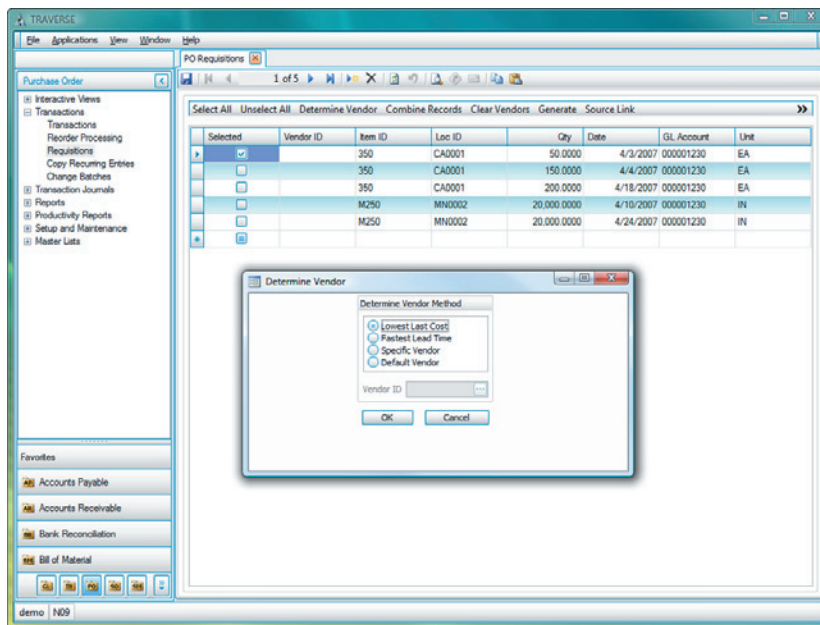 TRAVERSE
File Applications View Window Help
PO Requisitions
Purchase Order
1 of 5
Interactive Views
Transactions
Transactions
Reorder Processing
Requisitions
Copy Recurring Entries
Change Batches
Transaction Journals
Reports
Productivity Reports
Setup and Maintenance
Master Lists
Select All Unselect All Determine Vendor Combine Records Clear Vendors Generate Source Link
Selected Vendor ID Item ID Loc ID Qty Date GL Account Unit
350 CA0001 50.0000 4/3/2007 000001230 EA
350 CA0001 150.0000 4/4/2007 000001230 EA
350 CA0001 200.0000 4/18/2007 000001230 EA
M250 MN0002 20,000.0000 4/10/2007 000001230 IN
M250 MN0002 20,000.0000 4/24/2007 000001230 IN
Determine Vendor
Determine Vendor Method
Lowest Last Cost
Fastest Lead Time
Specific Vendor
Default Vendor
Vendor ID
OK Cancel
Favorites
Accounts Payable
Accounts Receivable
Bank Reconciliation
Bill of Material
demo N09